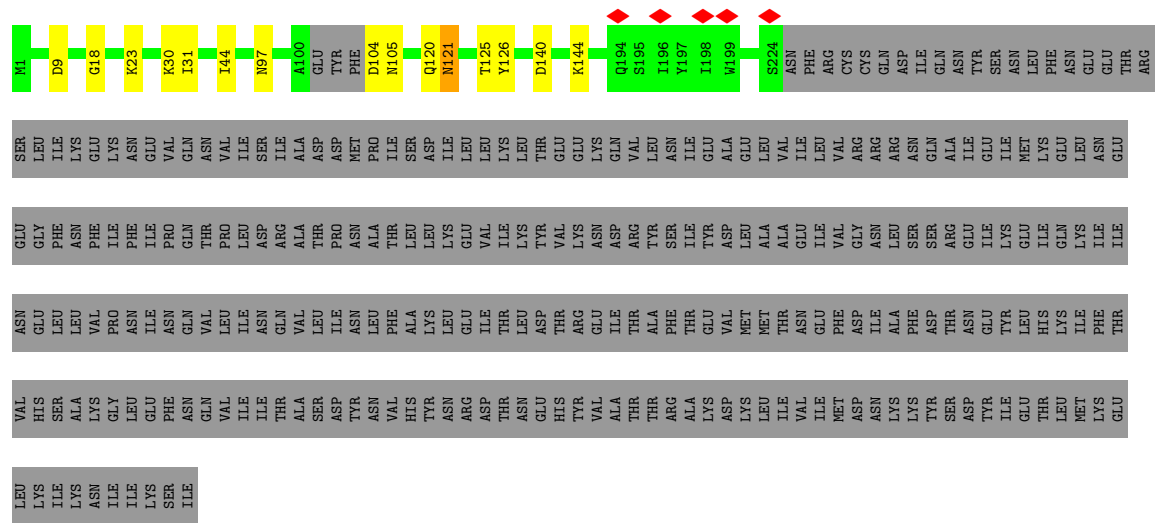 M1 D9 G18 K23 K30 I31 I44 N97 A100 GLU TYR PHE D104 N105 Q120 N121 T125 Y126 D140 K144 Q194 S195 I196 Y197 I198 W199 S224 ASN PHE ARG CYS CYS GLN ASP ILE GLN ASN TYR SER ASN LEU PHE ASN GLU GLU THR ARG
SER LEU ILE LYS GLU LYS ASN GLU VAL GLN ASN VAL ILE SER ILE ALA ASP ASP MET PRO ILE SER ASP ILE LEU LEU LYS LEU THR GLU GLU LYS GLN VAL LEU ASN ILE GLU ALA GLU LEU VAL ILE LEU VAL ARG ARG ARG ASN GLN ALA ILE GLU ILE MET LYS GLU LEU ASN GLU
GLU GLY PHE ASN PHE ILE PHE ILE PRO GLN THR PRO LEU ASP ARG ALA THR PRO ASN ALA THR LEU LEU LYS GLU VAL ILE LYS TYR VAL LYS ASN ASP ARG TYR SER ILE TYR ASP LEU ALA ALA GLU ILE VAL GLY ASN LEU SER SER ARG GLU ILE LYS GLU ILE GLN LYS ILE ILE
ASN GLU LEU LEU VAL PRO ASN ILE ASN GLN VAL LEU ILE ASN GLN VAL LEU ILE ASN LEU PHE ALA LYS LEU GLU ILE THR LEU ASP THR ARG GLU ILE THR ALA PHE THR GLU VAL MET MET THR ASN GLU PHE ASP ILE ALA PHE ASP THR ASN GLU TYR LEU HIS LYS ILE PHE THR
VAL HIS SER ALA LYS GLY LEU GLU PHE ASN GLN VAL ILE ILE THR ALA SER ASP TYR ASN VAL HIS TYR ASN ARG ASP THR ASN GLU HIS TYR VAL ALA THR THR ARG ALA LYS ASP LYS LEU ILE VAL ILE MET ASP ASN LYS LYS TYR SER ASP TYR ILE GLU THR LEU MET LYS GLU
LEU LYS ILE LYS ASN ILE ILE LYS SER ILE